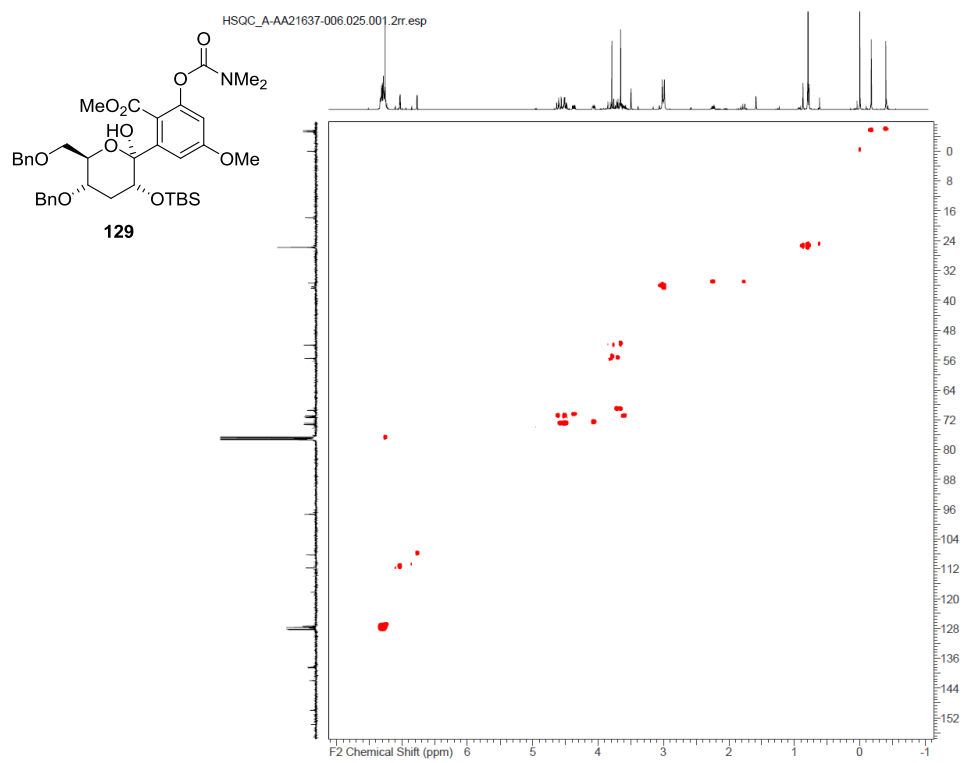 HSQC_A-AA21637-006.025.001.2rr.esp
O
O
NMe2
MeO2C
HO
O
OMe
BnO
BnO
OTBS
129
0
8
16
24
32
40
48
56
64
72
80
88
96
104
112
120
128
136
144
152
F2 Chemical Shift (ppm) 6 5 4 3 2 1 0 -1